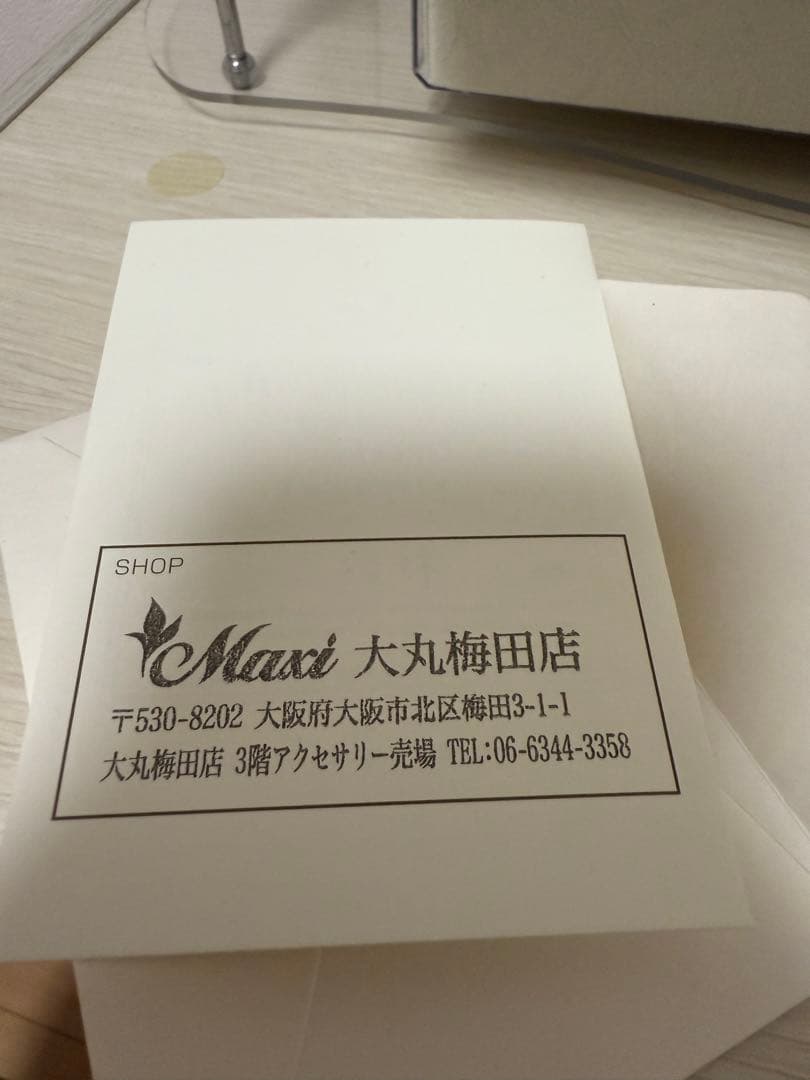 SHOP
Maxi 大丸梅田店
〒530-8202 大阪府大阪市北区梅田3-1-1
大丸梅田店 3階アクセサリー売場 TEL:06-6344-3358